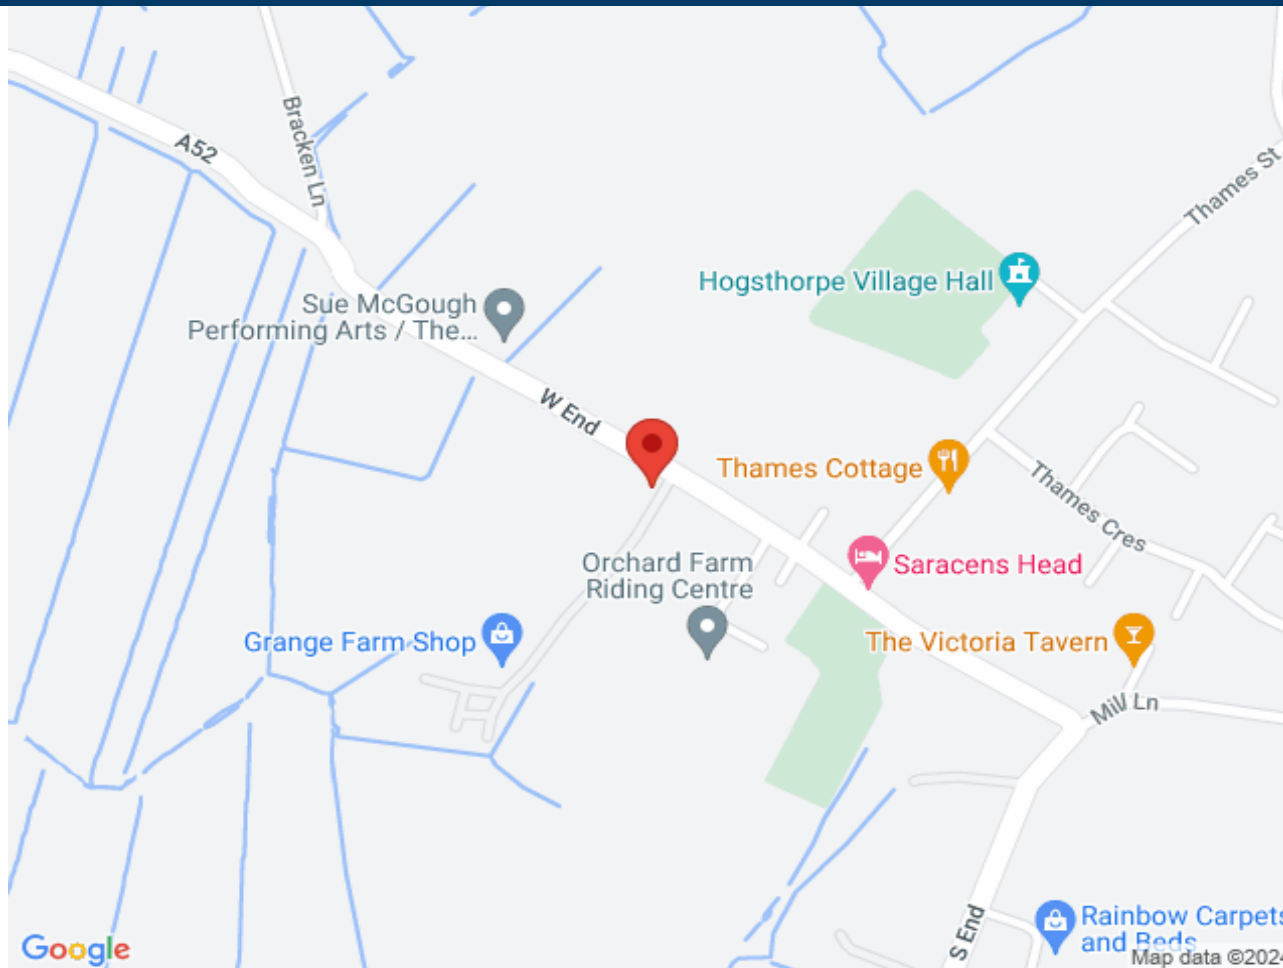 Bracken Ln
A52
Thames St
Hogsthorpe Village Hall
Sue McGough
Performing Arts / The...
W End
Thames Cottage
Thames Cres
Orchard Farm
Riding Centre
Saracens Head
Grange Farm Shop
The Victoria Tavern
Mill Ln
S End
Rainbow Carpets
and Beds
Google
Map data ©202